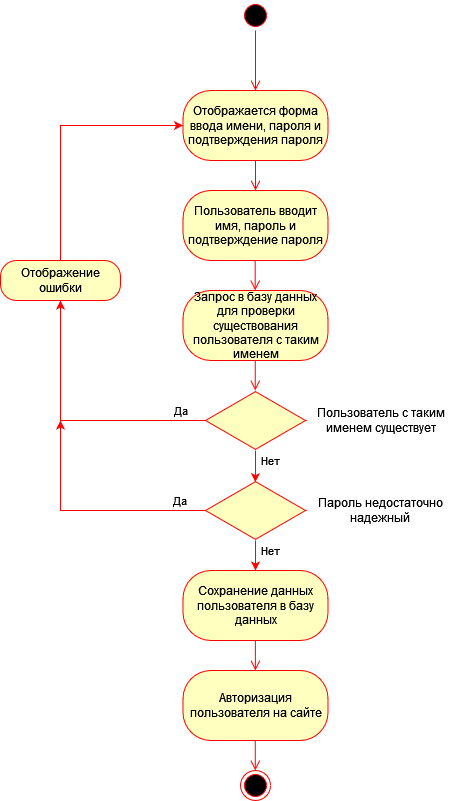 Отображается форма
ввода имени, пароля и
подтверждения пароля
Пользователь вводит
имя, пароль и
подтверждение пароля
Отображение
ошибки
Запрос в базу данных
для проверки
существования
пользователя с таким
именем
Да
Пользователь с таким
именем существует
Нет
Да
Пароль недостаточно
надежный
Нет
Сохранение данных
пользователя в базу
данных
Авторизация
пользователя на сайте